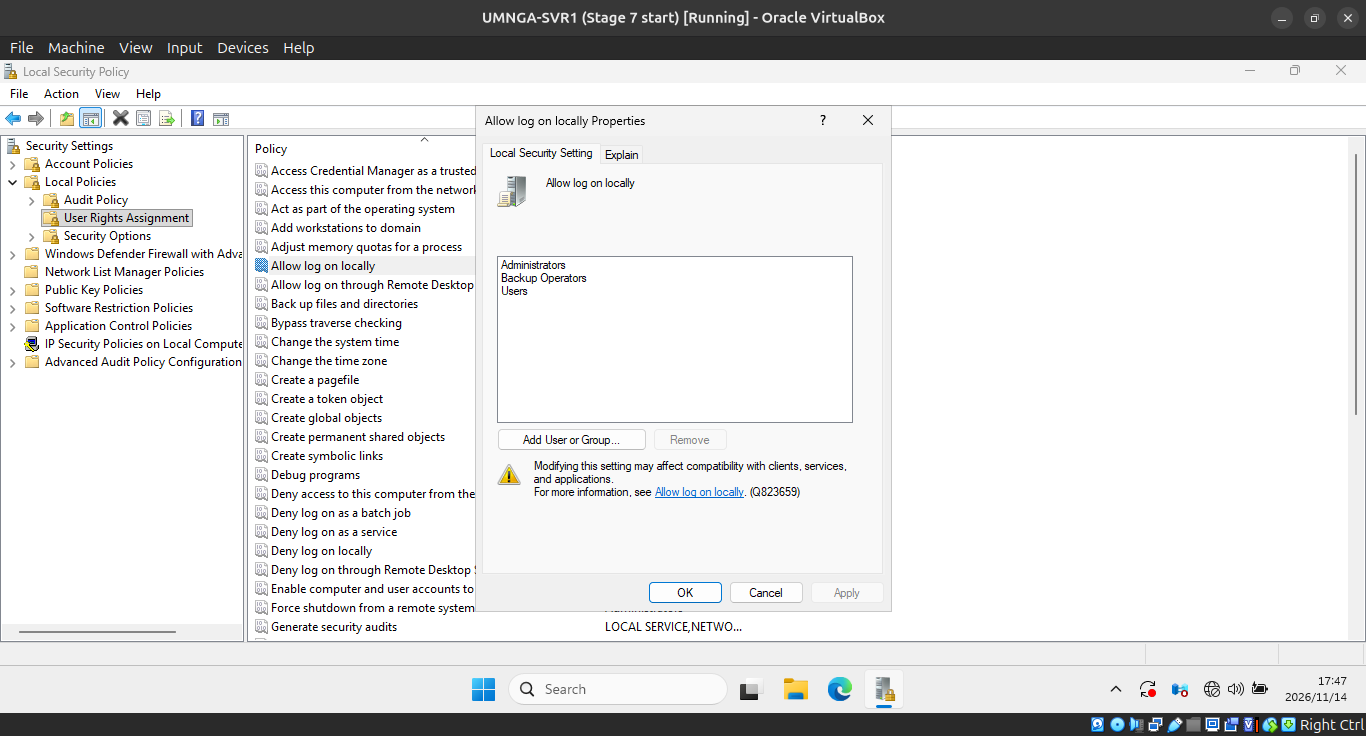 UMNGA-SVR1 (Stage 7 start) [Running] - Oracle VirtualBox
File Machine View Input Devices Help
Local Security Policy
File Action View Help
Security Settings
Account Policies
Local Policies
Audit Policy
User Rights Assignment
Security Options
Windows Defender Firewall with Adva
Network List Manager Policies
Public Key Policies
Software Restriction Policies
Application Control Policies
IP Security Policies on Local Compute
Advanced Audit Policy Configuration
Policy
Access Credential Manager as a trusted
Access this computer from the network
Act as part of the operating system
Add workstations to domain
Adjust memory quotas for a process
Allow log on locally
Allow log on through Remote Desktop
Back up files and directories
Bypass traverse checking
Change the system time
Change the time zone
Create a pagefile
Create a token object
Create global objects
Create permanent shared objects
Create symbolic links
Debug programs
Deny access to this computer from the
Deny log on as a batch job
Deny log on as a service
Deny log on locally
Deny log on through Remote Desktop S
Enable computer and user accounts to
Force shutdown from a remote system
Generate security audits LOCAL SERVICE,NETWO...
Allow log on locally Properties ?
Local Security Setting Explain
Allow log on locally
Administrators
Backup Operators
Users
Add User or Group... Remove
Modifying this setting may affect compatibility with clients, services,
and applications.
For more information, see Allow log on locally. (Q823659)
OK Cancel Apply
Search
17:47
2026/11/14
Right Ctrl